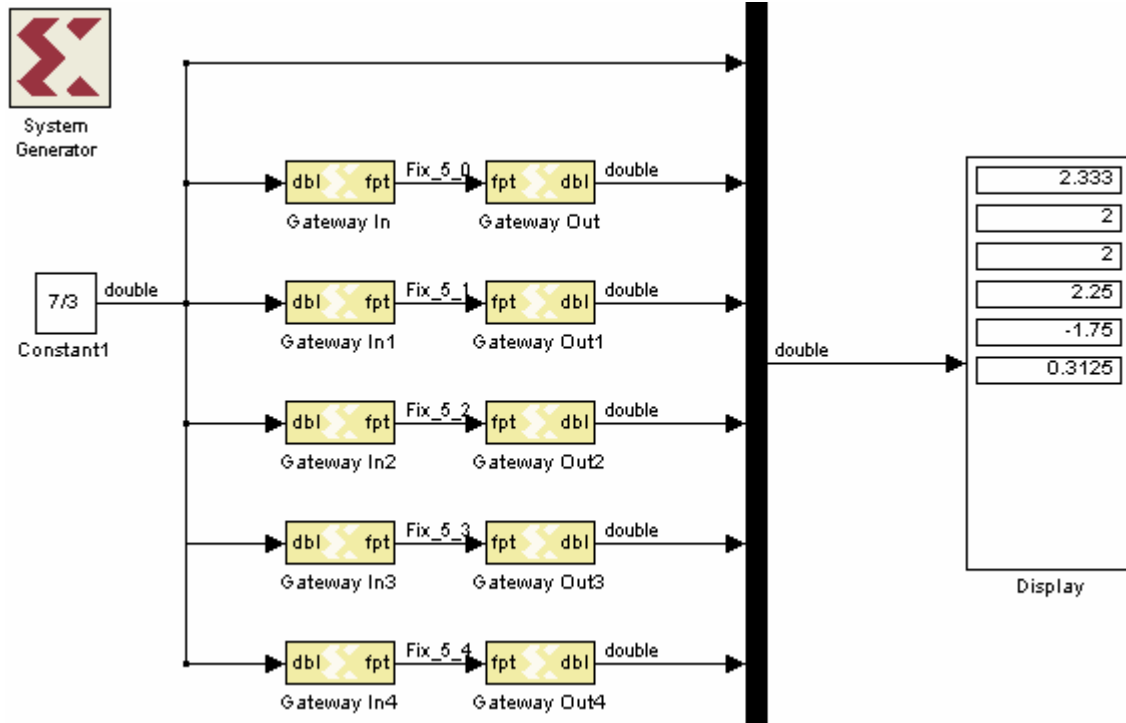 System
Generator
dbl fpt
Fix_5_0
fpt dbl
double
Gateway In
Gateway Out
7/3
double
Constant1
dbl fpt
Fix_5_1
fpt dbl
double
Gateway In1
Gateway Out1
dbl fpt
Fix_5_2
fpt dbl
double
Gateway In2
Gateway Out2
dbl fpt
Fix_5_3
fpt dbl
double
Gateway In3
Gateway Out3
dbl fpt
Fix_5_4
fpt dbl
double
Gateway In4
Gateway Out4
double
2.333
2
2
2.25
-1.75
0.3125
Display